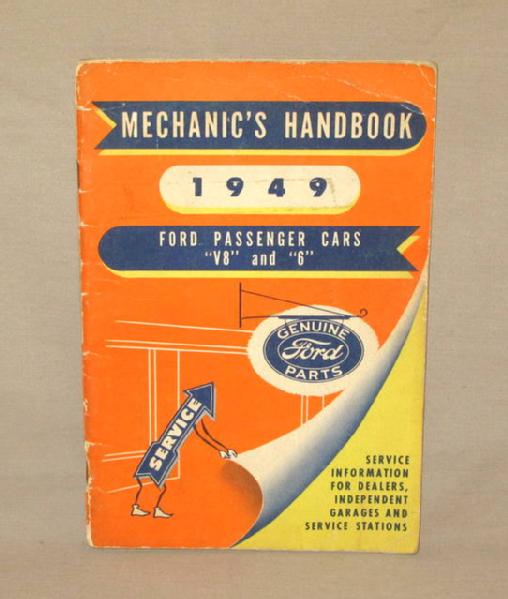 MECHANIC'S HANDBOOK
1949
FORD PASSENGER CARS
"V8" and "6"
GENUINE
Ford
PARTS
SERVICE
SERVICE
INFORMATION
FOR DEALERS,
INDEPENDENT
GARAGES AND
SERVICE STATIONS